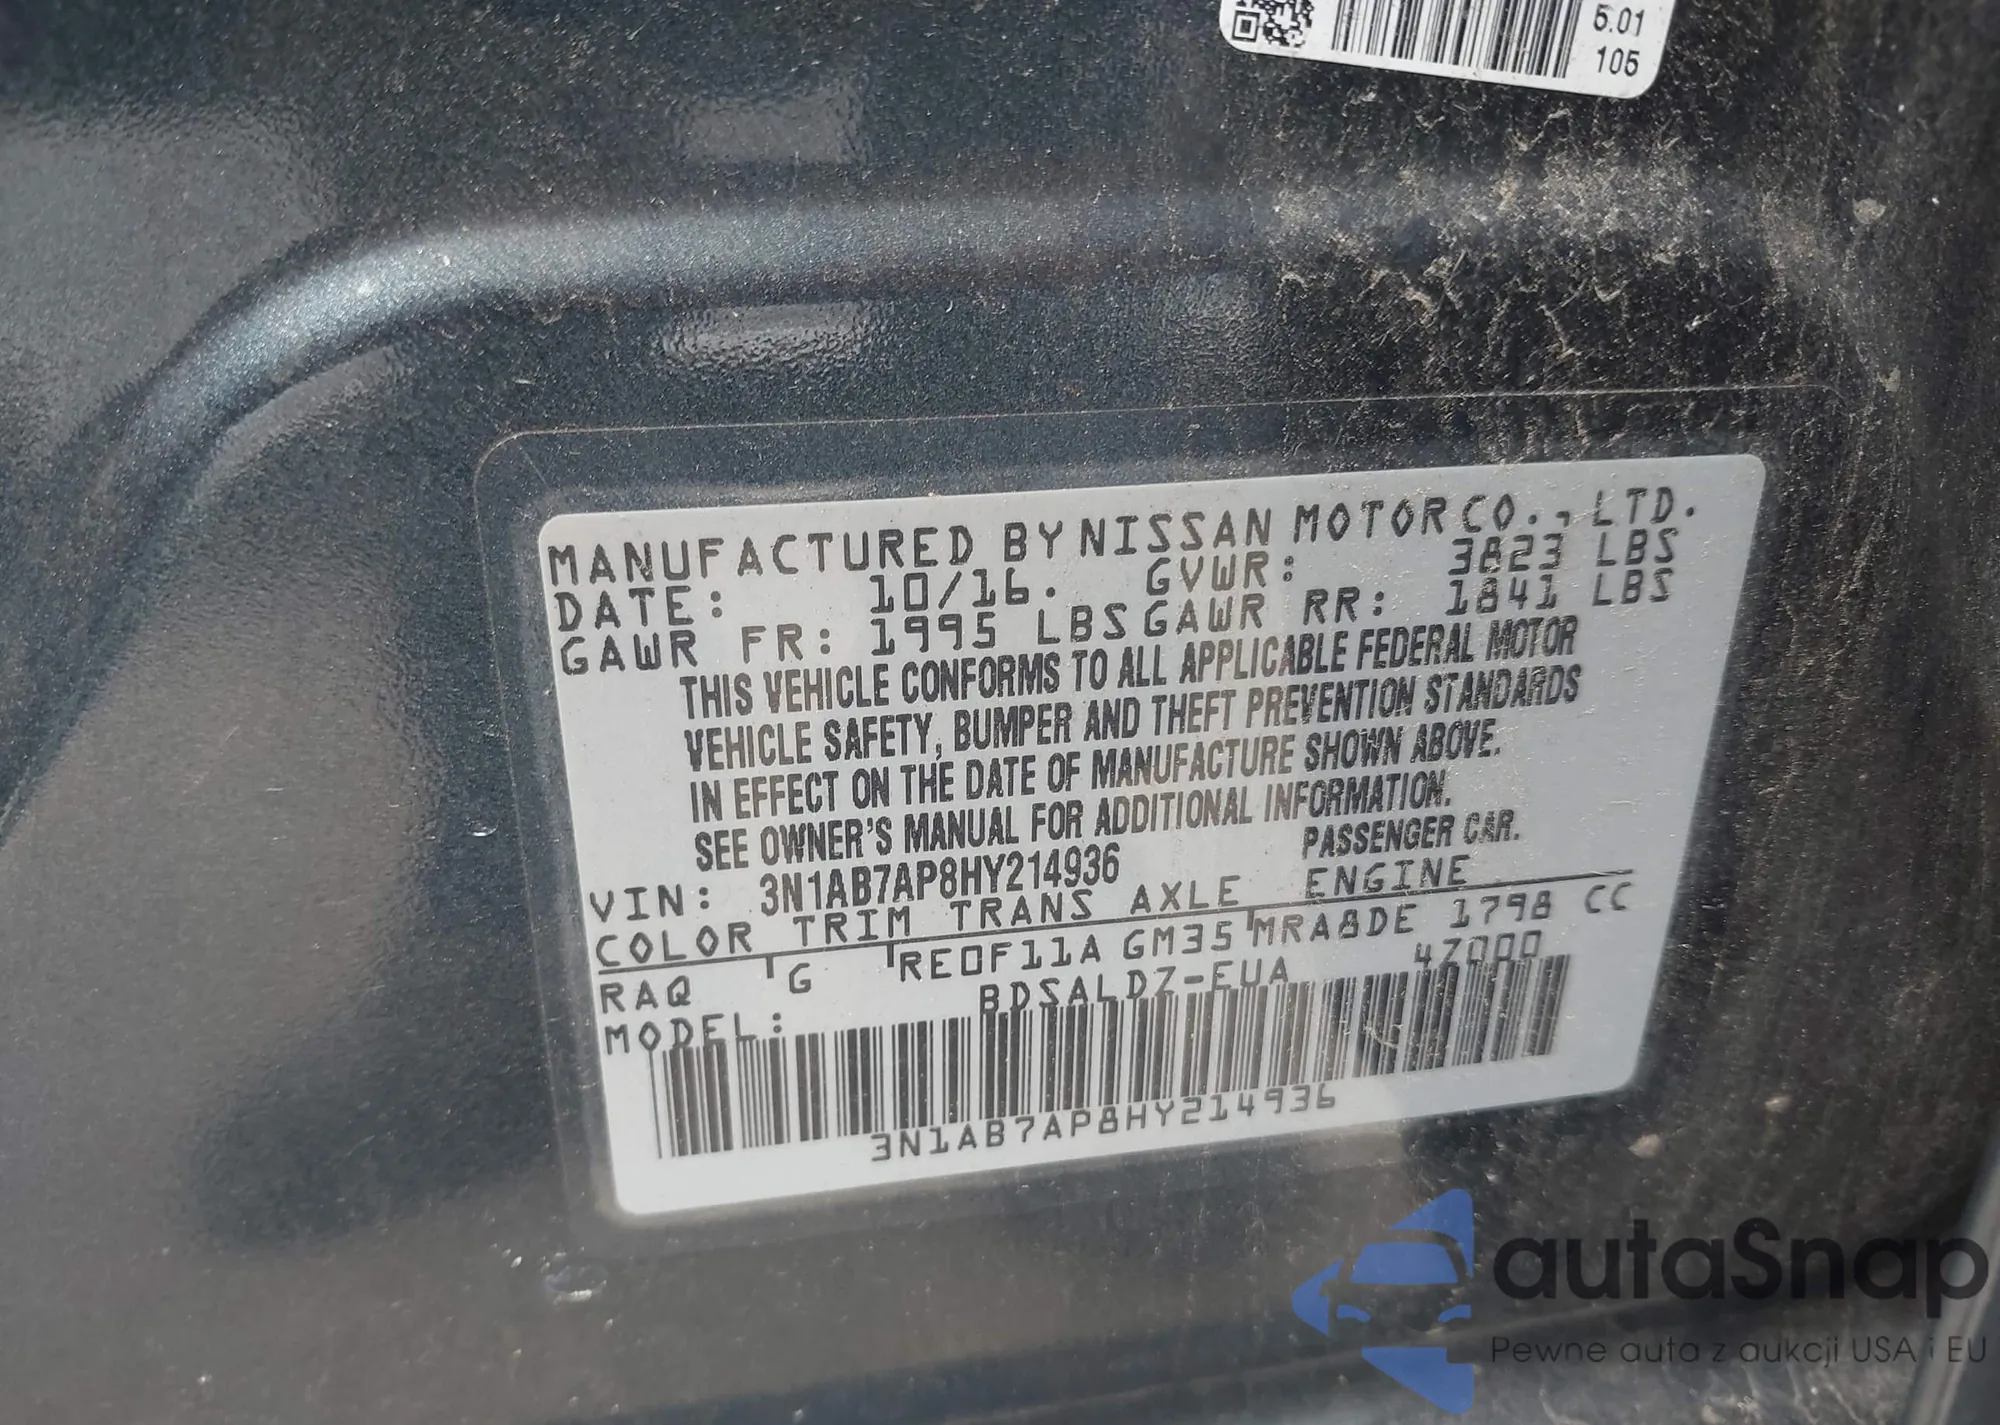 5.01
105
MANUFACTURED BY NISSAN MOTOR CO., LTD.
DATE: 10/16. GVWR: 3823 LBS
GAWR FR: 1995 LBS GAWR RR: 1841 LBS
THIS VEHICLE CONFORMS TO ALL APPLICABLE FEDERAL MOTOR
VEHICLE SAFETY, BUMPER AND THEFT PREVENTION STANDARDS
IN EFFECT ON THE DATE OF MANUFACTURE SHOWN ABOVE.
SEE OWNER'S MANUAL FOR ADDITIONAL INFORMATION.
VIN: 3N1AB7AP8HY214936 PASSENGER CAR.
COLOR TRIM TRANS AXLE ENGINE
RAQ G RE0F11A GM35 MRA8DE 1798 CC
MODEL: BDSALDZ-EUA 47000
3N1AB7AP8HY214936
autaSnap
Pewne auta z aukcji USA i EU